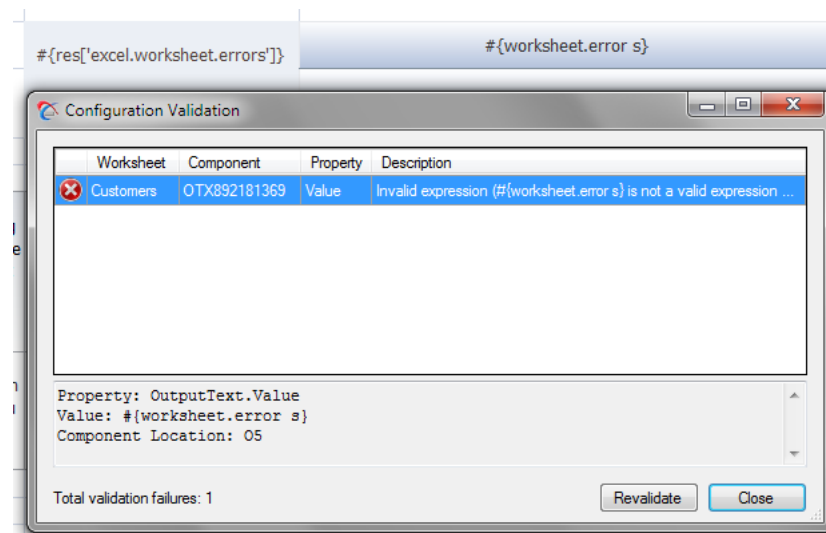 #{res['excel.worksheet.errors']}
#{worksheet.error s}
Configuration Validation
Worksheet Component Property Description
Customers OTX892181369 Value Invalid expression (#{worksheet.error s} is not a valid expression ...
Property: OutputText.Value
Value: #{worksheet.error s}
Component Location: O5
Total validation failures: 1
Revalidate
Close